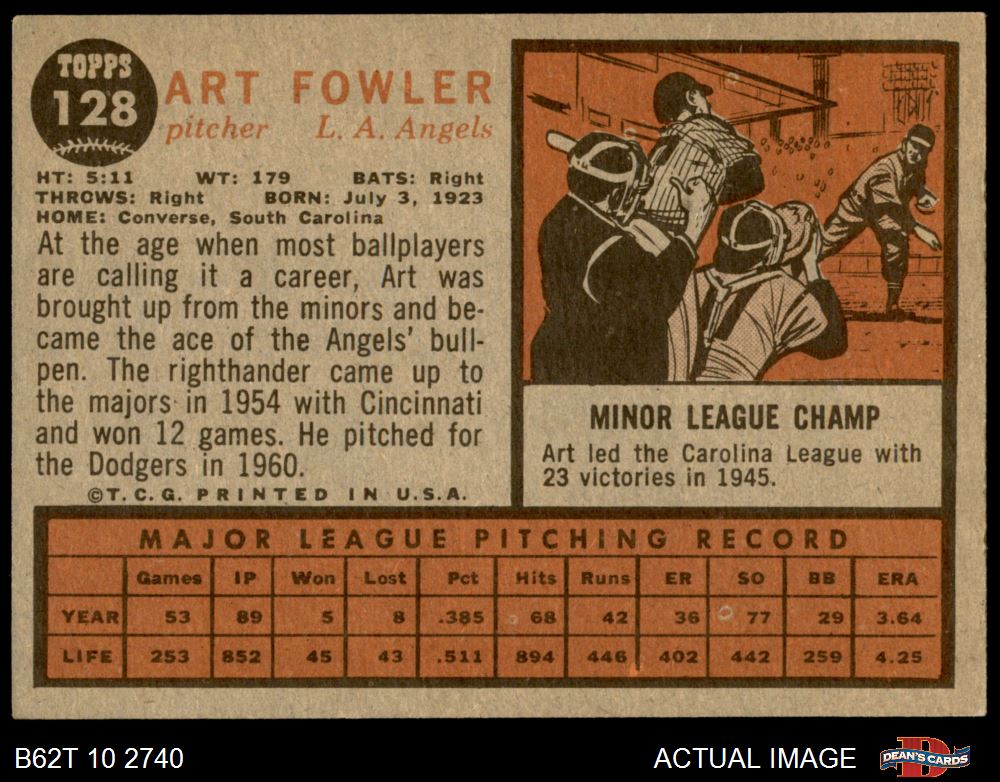 TOPPS
128
ART FOWLER
pitcher L. A. Angels
HT: 5:11 WT: 179 BATS: Right
THROWS: Right BORN: July 3, 1923
HOME: Converse, South Carolina
At the age when most ballplayers
are calling it a career, Art was
brought up from the minors and be-
came the ace of the Angels' bull-
pen. The righthander came up to
the majors in 1954 with Cincinnati
and won 12 games. He pitched for
the Dodgers in 1960.
©T.C.G. PRINTED IN U.S.A.
MINOR LEAGUE CHAMP
Art led the Carolina League with
23 victories in 1945.
MAJOR LEAGUE PITCHING RECORD
Games IP Won Lost Pct Hits Runs ER SO BB ERA
YEAR 53 89 5 8 .385 68 42 36 77 29 3.64
LIFE 253 852 45 43 .511 894 446 402 442 259 4.25
B62T 10 2740 ACTUAL IMAGE DEAN'S CARDS